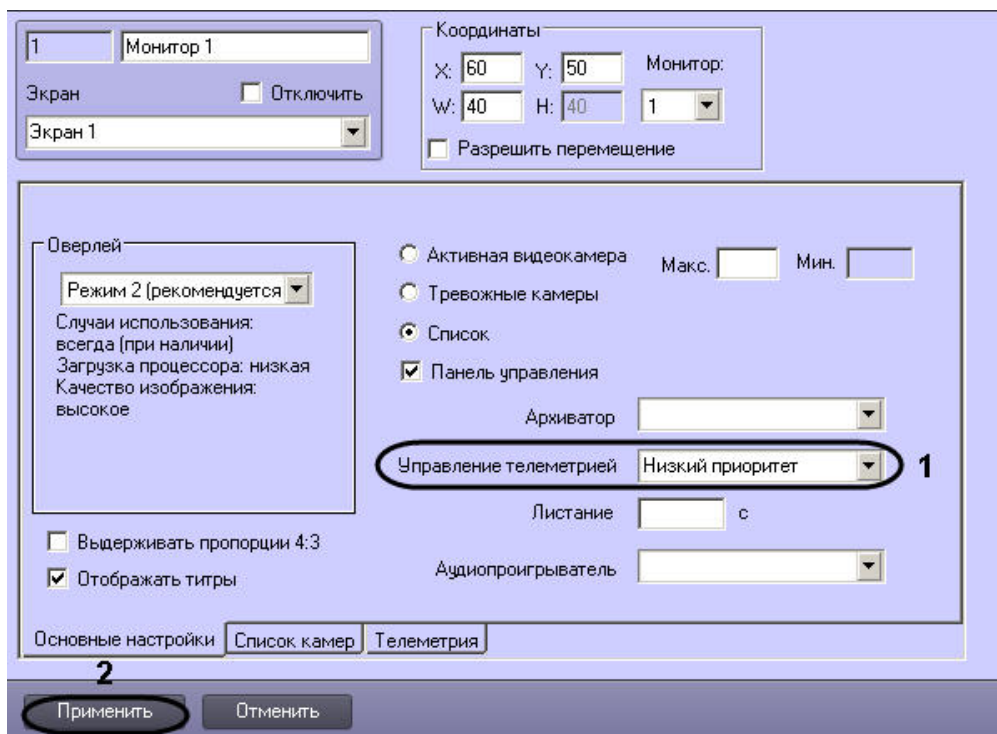 1
Монитор 1
Экран
Отключить
Экран 1
Координаты
X: 60 Y: 50 Монитор:
W: 40 H: 40 1
Разрешить перемещение
Оверлей
Режим 2 (рекомендуется
Случаи использования:
всегда (при наличии)
Загрузка процессора: низкая
Качество изображения:
высокое
Выдерживать пропорции 4:3
Отображать титры
Активная видеокамера
Макс. Мин.
Тревожные камеры
Список
Панель управления
Архиватор
Управление телеметрией Низкий приоритет 1
Листание с
Аудиопроигрыватель
Основные настройки Список камер Телеметрия
2
Применить Отменить